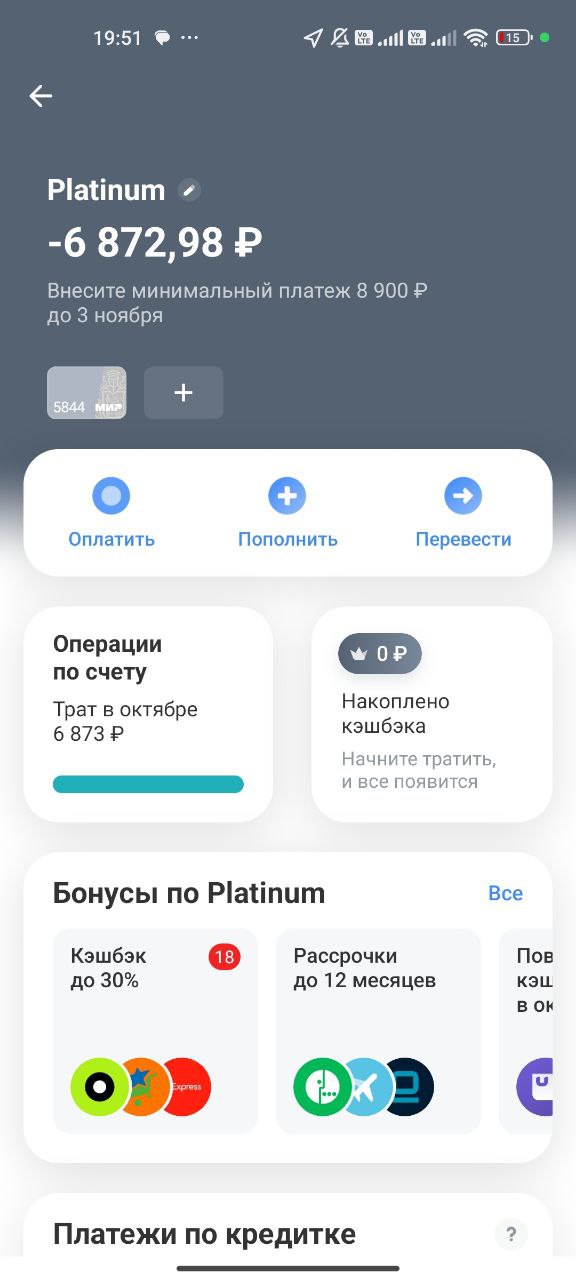 19:51
Vo LTE
Vo LTE
15
Platinum
-6 872,98 ₽
Внесите минимальный платеж 8 900 ₽
до 3 ноября
5844 МИР
+
Оплатить Пополнить Перевести
Операции
по счету
Трат в октябре
6 873 ₽
0 ₽
Накоплено
кэшбэка
Начните тратить,
и все появится
Бонусы по Platinum
Все
Кэшбэк
до 30%
18
Express
Рассрочки
до 12 месяцев
Пов
кэш
в ок
Платежи по кредитке
?